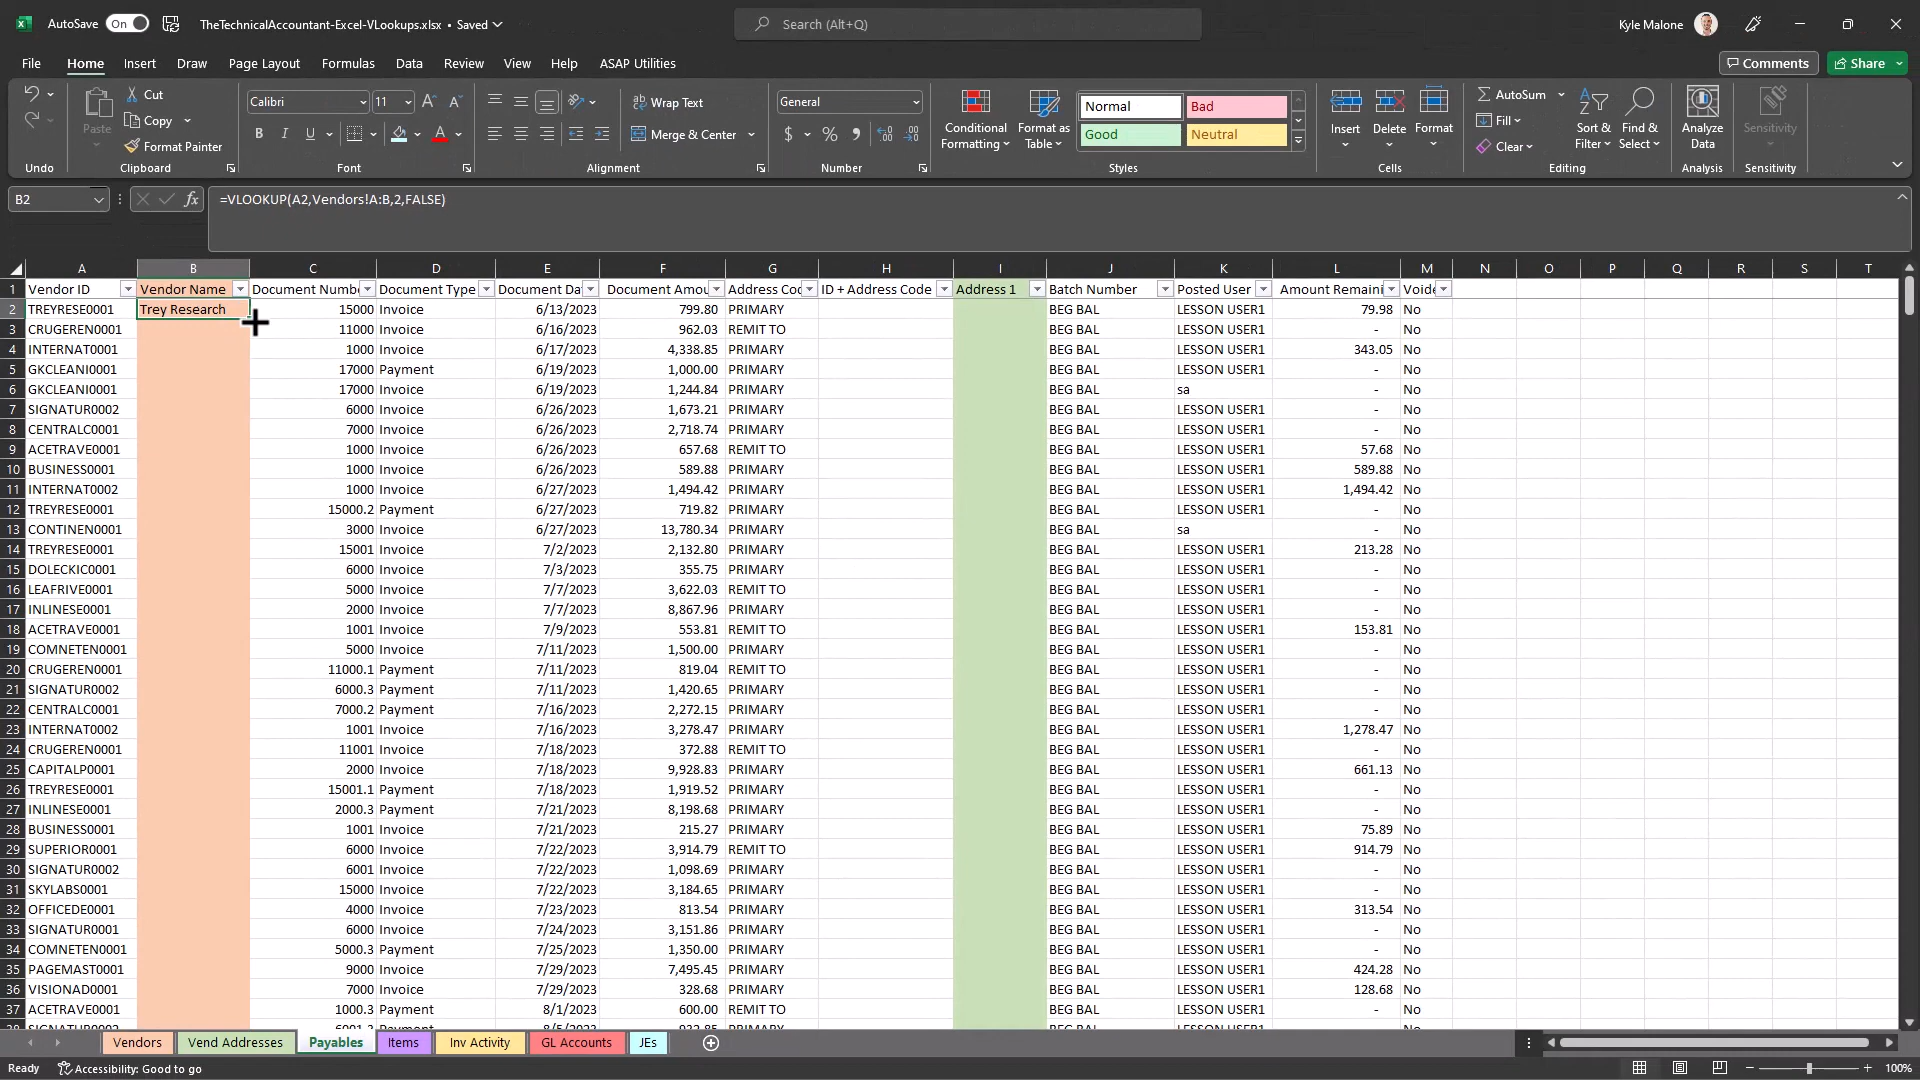 AutoSave On TheTechnicalAccountant-Excel-VLookups.xlsx • Saved Search (Alt+Q) Kyle Malone
File Home Insert Draw Page Layout Formulas Data Review View Help ASAP Utilities Comments Share
Paste Cut Copy Format Painter Calibri 11 B I U A Wrap Text Merge & Center General $ % , Conditional Formatting Format as Table Normal Bad Good Neutral Insert Delete Format AutoSum Fill Clear Sort & Filter Find & Select Analyze Data Sensitivity
Undo Clipboard Font Alignment Number Styles Cells Editing Analysis Sensitivity
B2 fx =VLOOKUP(A2,Vendors!A:B,2,FALSE)
A B C D E F G H I J K L M N O P Q R S T
1 Vendor ID Vendor Name Document Numb Document Type Document Da Document Amou Address Coc ID + Address Code Address 1 Batch Number Posted User Amount Remaini Voide
2 TREYRESE0001 Trey Research 15000 Invoice 6/13/2023 799.80 PRIMARY BEG BAL LESSON USER1 79.98 No
3 CRUGEREN0001 11000 Invoice 6/16/2023 962.03 REMIT TO BEG BAL LESSON USER1 - No
4 INTERNAT0001 1000 Invoice 6/17/2023 4,338.85 PRIMARY BEG BAL LESSON USER1 343.05 No
5 GKCLEANI0001 17000 Payment 6/19/2023 1,000.00 PRIMARY BEG BAL LESSON USER1 - No
6 GKCLEANI0001 17000 Invoice 6/19/2023 1,244.84 PRIMARY BEG BAL sa - No
7 SIGNATUR0002 6000 Invoice 6/26/2023 1,673.21 PRIMARY BEG BAL LESSON USER1 - No
8 CENTRALC0001 7000 Invoice 6/26/2023 2,718.74 PRIMARY BEG BAL LESSON USER1 - No
9 ACETRAVE0001 1000 Invoice 6/26/2023 657.68 REMIT TO BEG BAL LESSON USER1 57.68 No
10 BUSINESS0001 1000 Invoice 6/26/2023 589.88 PRIMARY BEG BAL LESSON USER1 589.88 No
11 INTERNAT0002 1000 Invoice 6/27/2023 1,494.42 PRIMARY BEG BAL LESSON USER1 1,494.42 No
12 TREYRESE0001 15000.2 Payment 6/27/2023 719.82 PRIMARY BEG BAL LESSON USER1 - No
13 CONTINEN0001 3000 Invoice 6/27/2023 13,780.34 PRIMARY BEG BAL sa - No
14 TREYRESE0001 15001 Invoice 7/2/2023 2,132.80 PRIMARY BEG BAL LESSON USER1 213.28 No
15 DOLECKIC0001 6000 Invoice 7/3/2023 355.75 PRIMARY BEG BAL LESSON USER1 - No
16 LEAFRIVE0001 5000 Invoice 7/7/2023 3,622.03 REMIT TO BEG BAL LESSON USER1 - No
17 INLINESE0001 2000 Invoice 7/7/2023 8,867.96 PRIMARY BEG BAL LESSON USER1 - No
18 ACETRAVE0001 1001 Invoice 7/9/2023 553.81 REMIT TO BEG BAL LESSON USER1 153.81 No
19 COMNETEN0001 5000 Invoice 7/11/2023 1,500.00 PRIMARY BEG BAL LESSON USER1 - No
20 CRUGEREN0001 11000.1 Payment 7/11/2023 819.04 REMIT TO BEG BAL LESSON USER1 - No
21 SIGNATUR0002 6000.3 Payment 7/11/2023 1,420.65 PRIMARY BEG BAL LESSON USER1 - No
22 CENTRALC0001 7000.2 Payment 7/16/2023 2,272.15 PRIMARY BEG BAL LESSON USER1 - No
23 INTERNAT0002 1001 Invoice 7/16/2023 3,278.47 PRIMARY BEG BAL LESSON USER1 1,278.47 No
24 CRUGEREN0001 11001 Invoice 7/18/2023 372.88 REMIT TO BEG BAL LESSON USER1 - No
25 CAPITALP0001 2000 Invoice 7/18/2023 9,928.83 PRIMARY BEG BAL LESSON USER1 661.13 No
26 TREYRESE0001 15001.1 Payment 7/18/2023 1,919.52 PRIMARY BEG BAL LESSON USER1 - No
27 INLINESE0001 2000.3 Payment 7/21/2023 8,198.68 PRIMARY BEG BAL LESSON USER1 - No
28 BUSINESS0001 1001 Invoice 7/21/2023 215.27 PRIMARY BEG BAL LESSON USER1 75.89 No
29 SUPERIOR0001 6000 Invoice 7/22/2023 3,914.79 REMIT TO BEG BAL LESSON USER1 914.79 No
30 SIGNATUR0002 6001 Invoice 7/22/2023 1,098.69 PRIMARY BEG BAL LESSON USER1 - No
31 SKYLABS0001 15000 Invoice 7/22/2023 3,184.65 PRIMARY BEG BAL LESSON USER1 - No
32 OFFICEDE0001 4000 Invoice 7/23/2023 813.54 PRIMARY BEG BAL LESSON USER1 313.54 No
33 SIGNATUR0001 6000 Invoice 7/24/2023 3,151.86 PRIMARY BEG BAL LESSON USER1 - No
34 COMNETEN0001 5000.3 Payment 7/25/2023 1,350.00 PRIMARY BEG BAL LESSON USER1 - No
35 PAGEMAST0001 9000 Invoice 7/29/2023 7,495.45 PRIMARY BEG BAL LESSON USER1 424.28 No
36 VISIONAD0001 7000 Invoice 7/29/2023 328.68 PRIMARY BEG BAL LESSON USER1 128.68 No
37 ACETRAVE0001 1000.3 Payment 8/1/2023 600.00 REMIT TO BEG BAL LESSON USER1 - No
Vendors Vend Addresses Payables Items Inv Activity GL Accounts JEs
Ready Accessibility: Good to go 100%